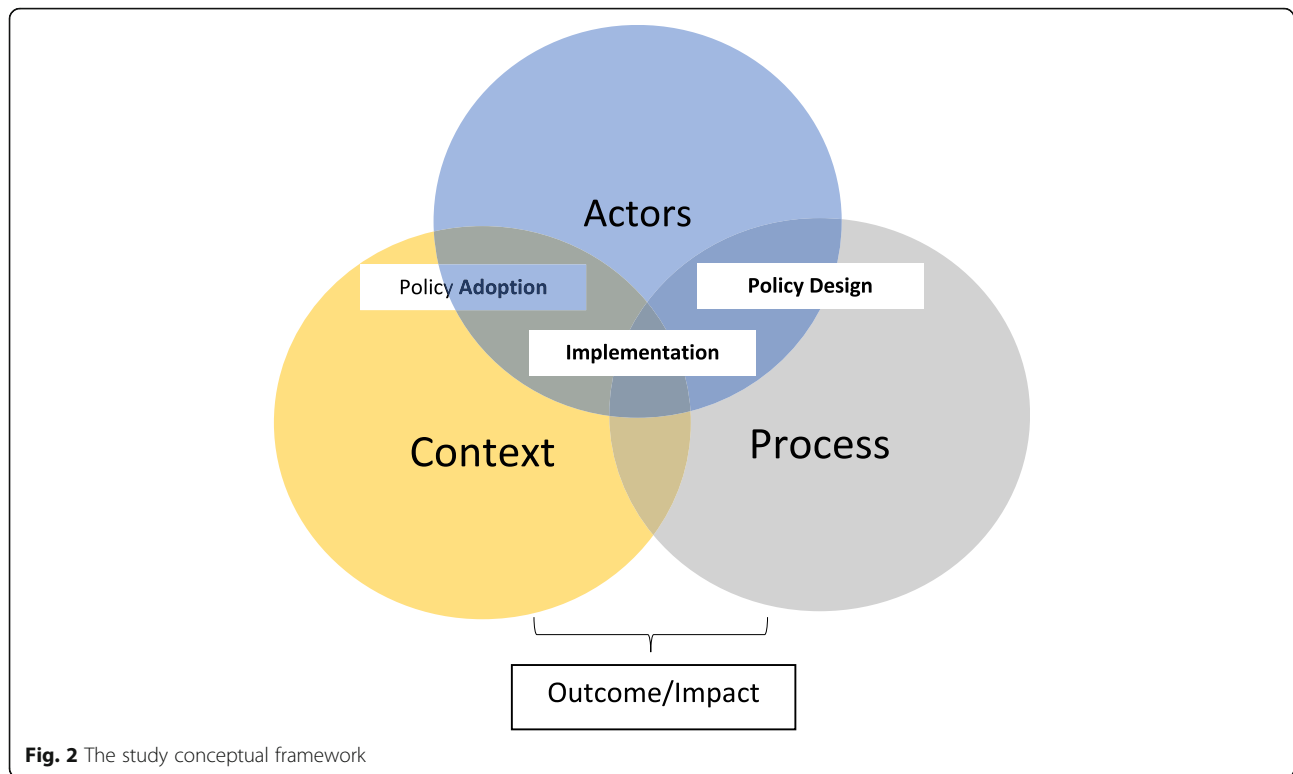 Actors
Policy Adoption
Policy Design
Implementation
Context
Process
Outcome/Impact
Fig. 2 The study conceptual framework